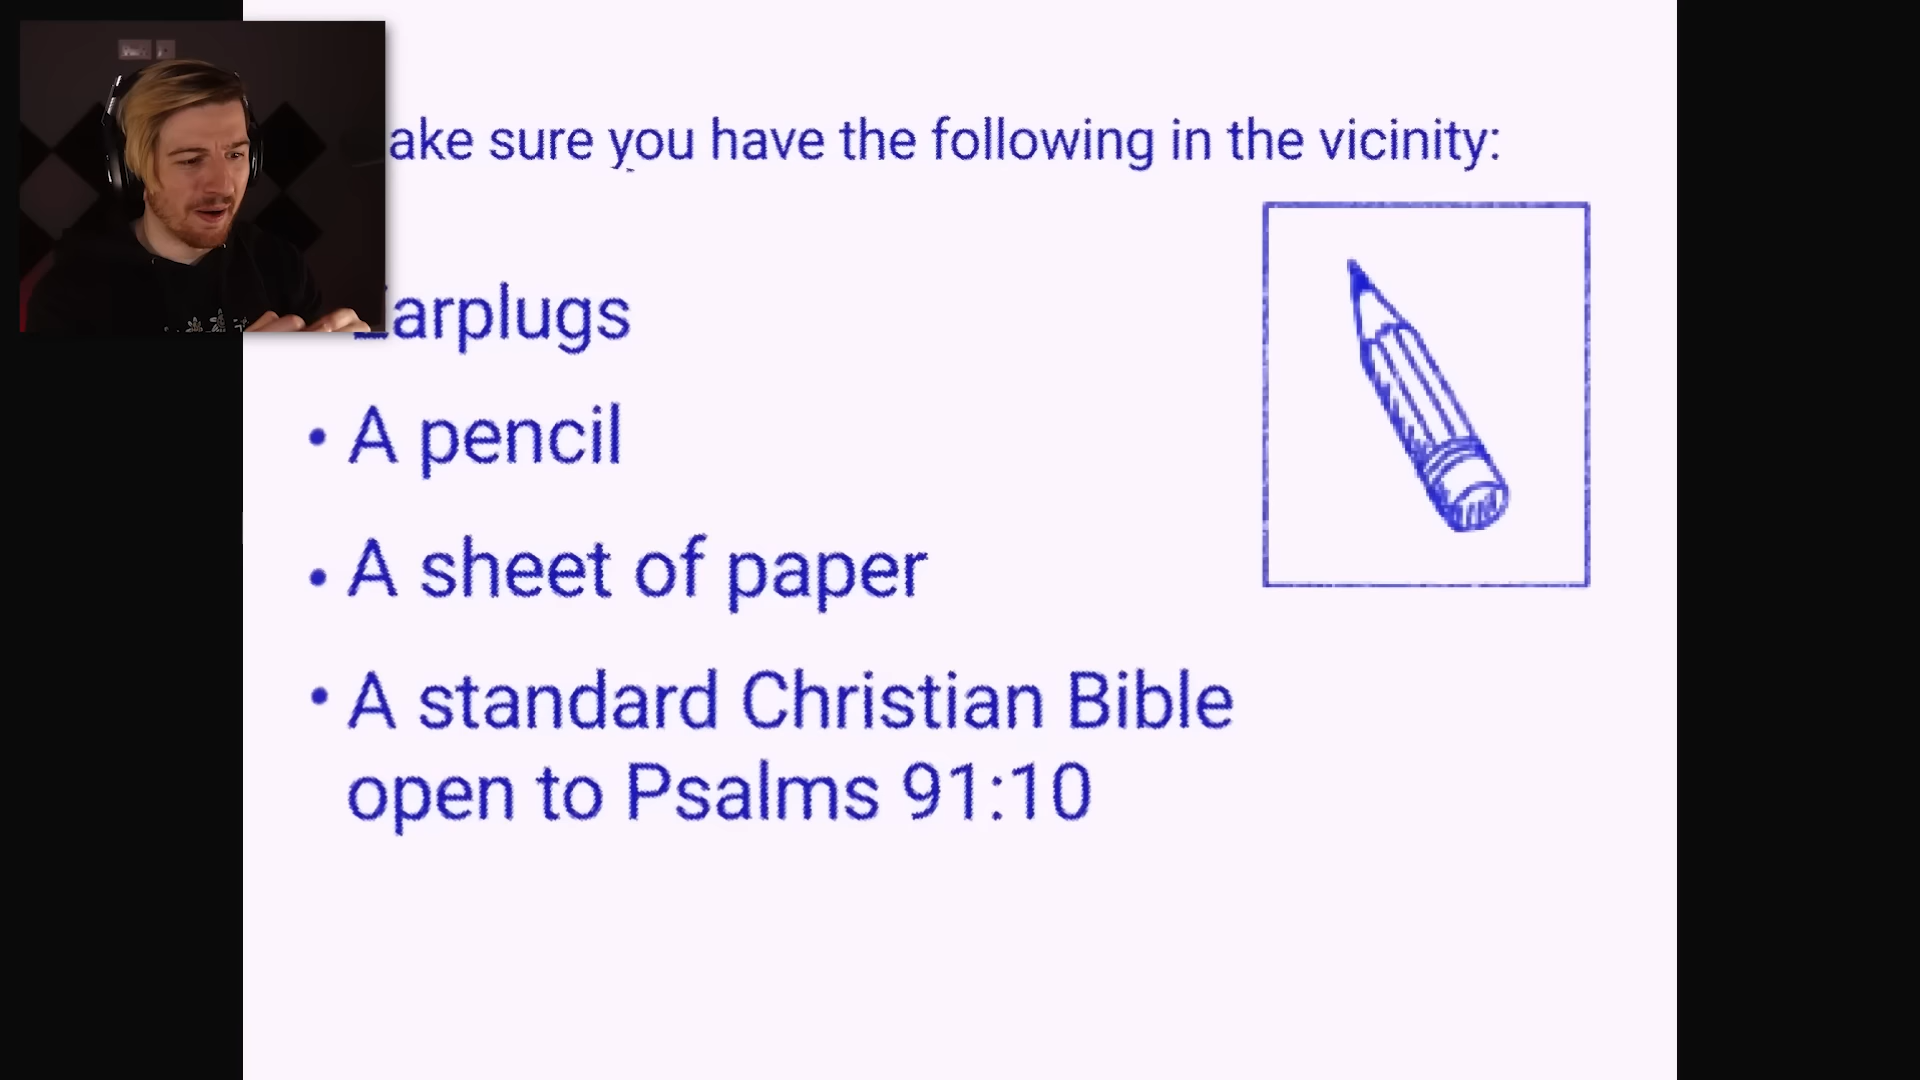 ake sure you have the following in the vicinity:
Earplugs
• A pencil
• A sheet of paper
• A standard Christian Bible
open to Psalms 91:10